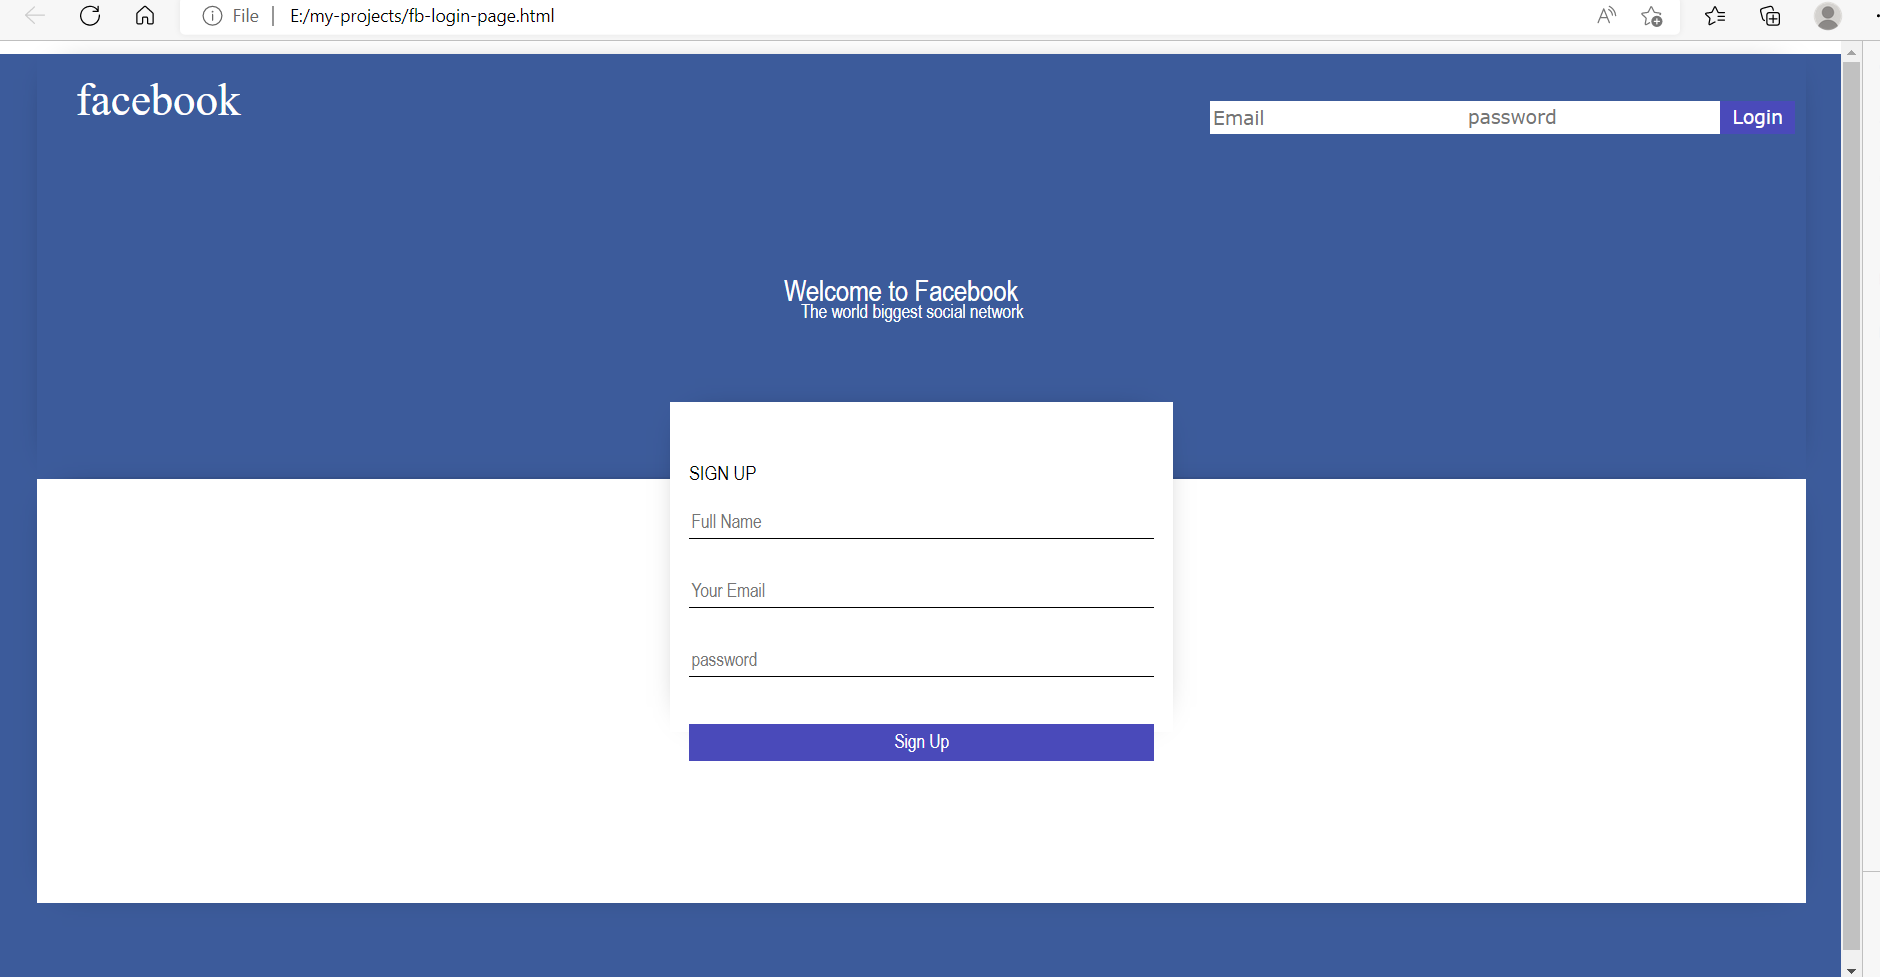 File | E:/my-projects/fb-login-page.html
facebook
Email password Login
Welcome to Facebook
The world biggest social network
SIGN UP
Full Name
Your Email
password
Sign Up